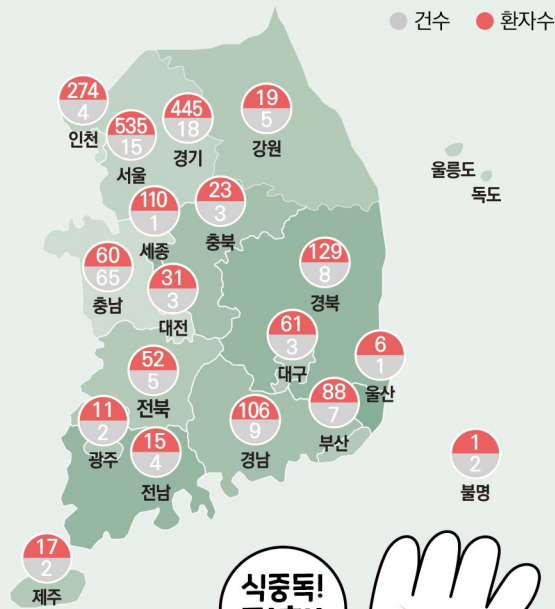 건수 환자수
274
4
인천
535
15
서울
445
18
경기
19
5
강원
울릉도
독도
110
1
세종
23
3
충북
60
65
충남
31
3
대전
129
8
경북
61
3
대구
6
1
울산
52
5
전북
88
7
부산
11
2
광주
15
4
전남
106
9
경남
1
2
불명
17
2
제주
식중독!